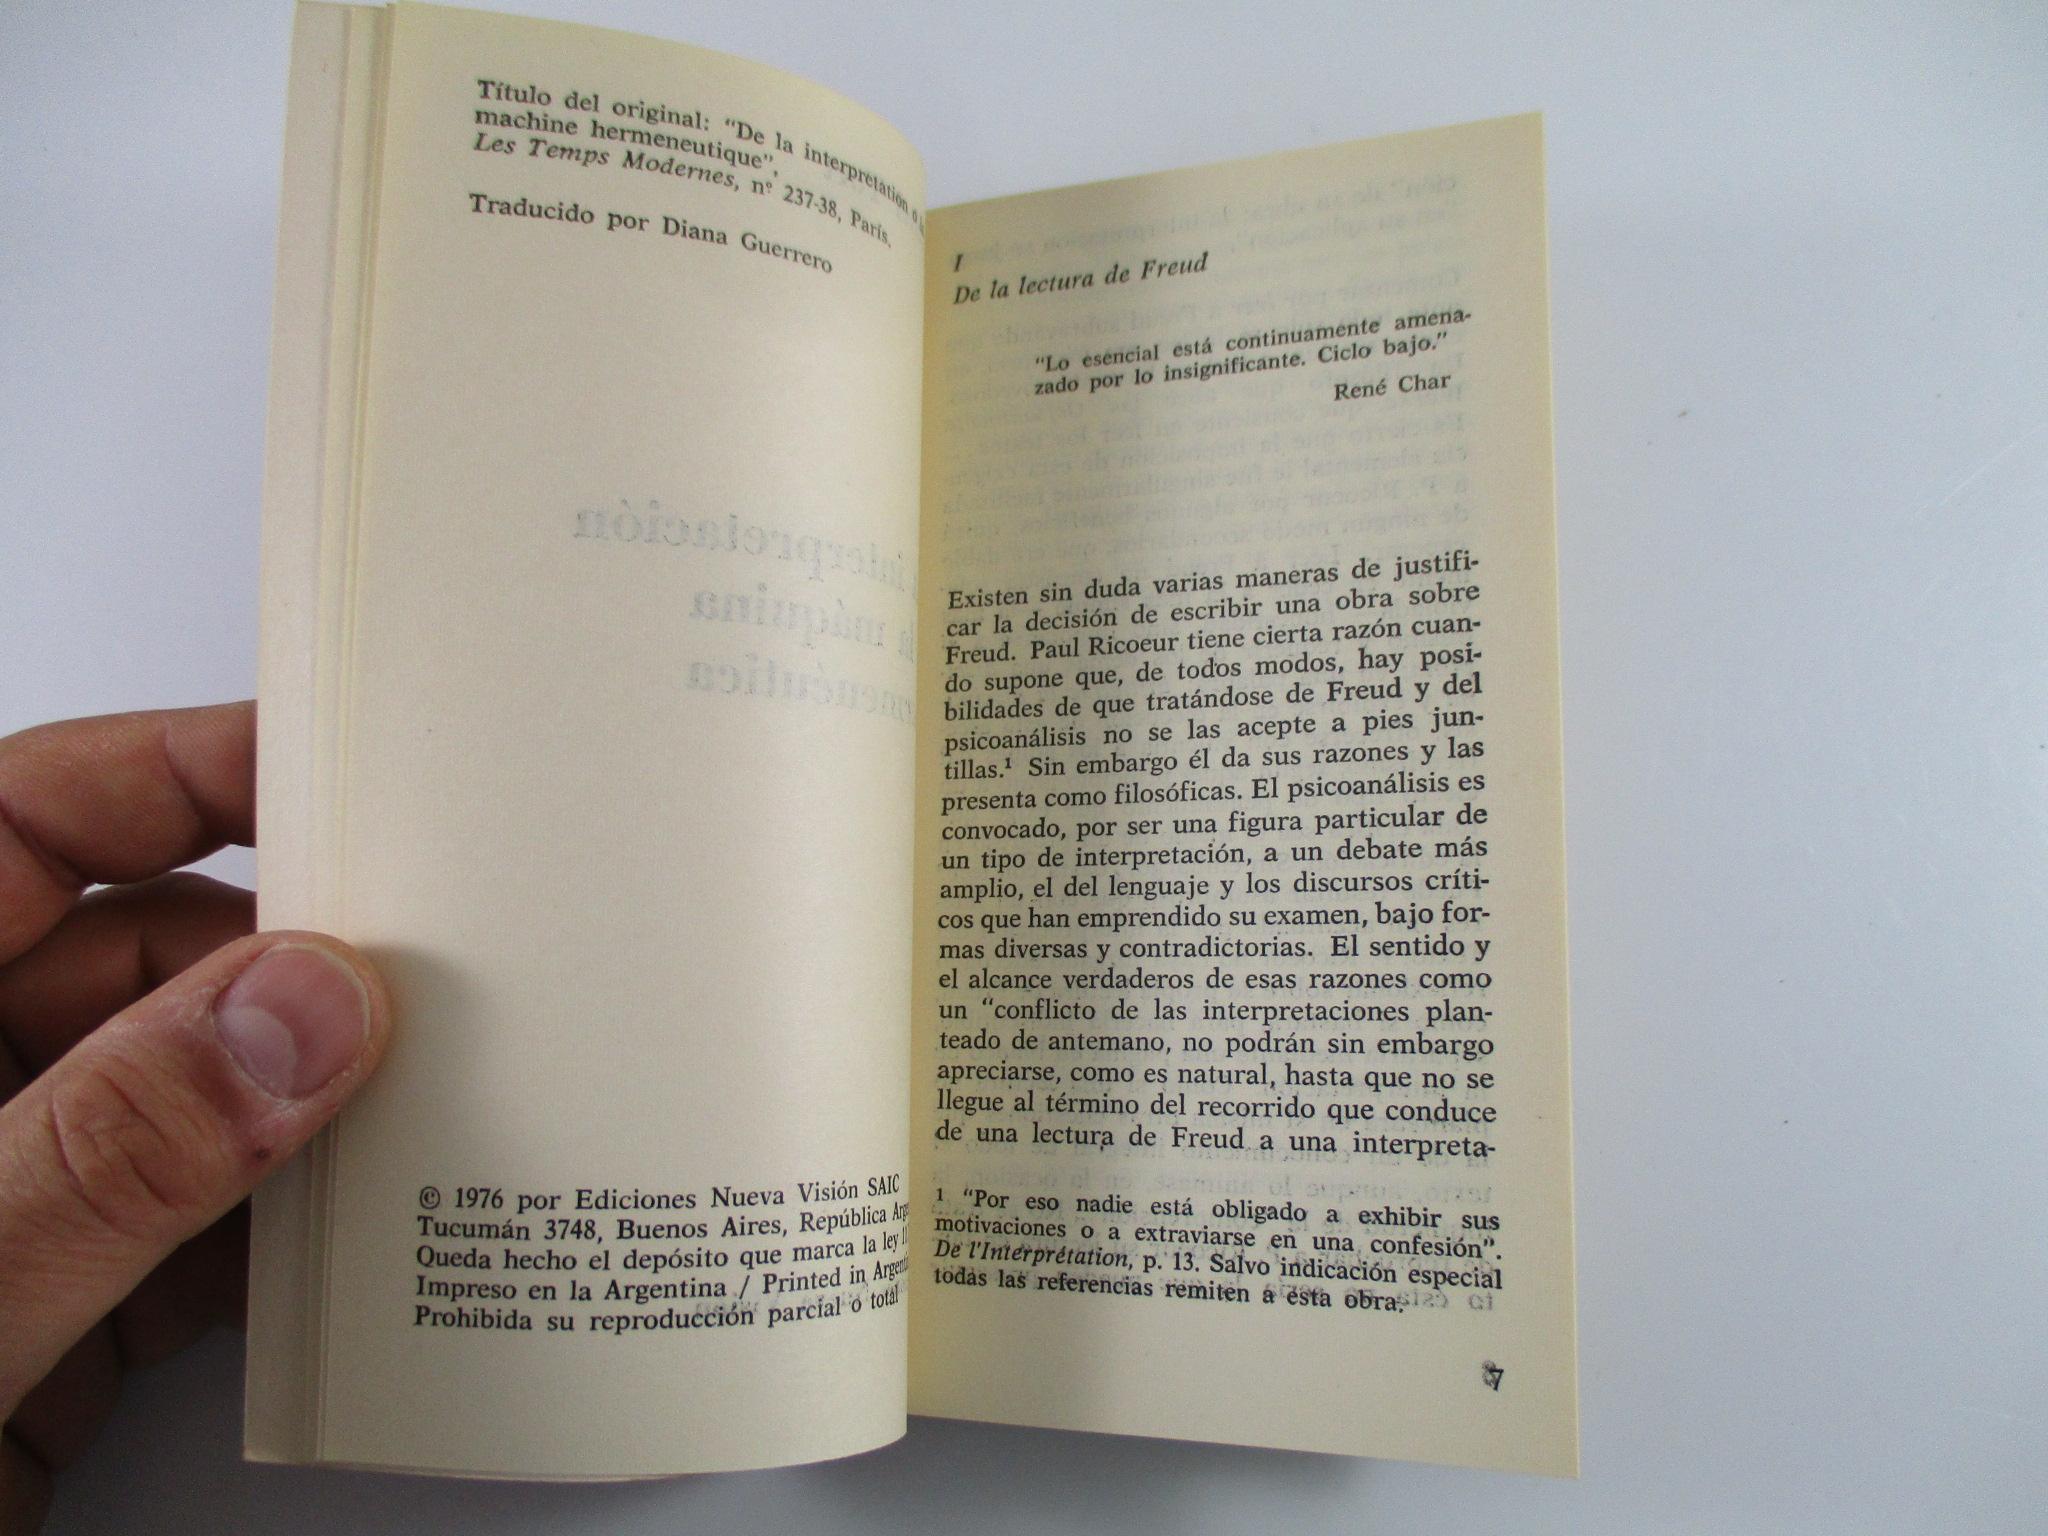 Título del original: “De la interpretation o
machine hermeneutique”,
Les Temps Modernes, nº 237-38, París.
Traducido por Diana Guerrero
© 1976 por Ediciones Nueva Visión SAIC
Tucumán 3748, Buenos Aires, República
Queda hecho el depósito que marca la ley
Impreso en la Argentina / Printed in
Prohibida su reproducción parcial o total
I
De la lectura de Freud
“Lo esencial está continuamente amena-
zado por lo insignificante. Ciclo bajo.”
René Char
Existen sin duda varias maneras de justifi-
car la decisión de escribir una obra sobre
Freud. Paul Ricoeur tiene cierta razón cuan-
do supone que, de todos modos, hay posi-
bilidades de que tratándose de Freud y del
psicoanálisis no se las acepte a pies jun-
tillas.¹ Sin embargo él da sus razones y las
presenta como filosóficas. El psicoanálisis es
convocado, por ser una figura particular de
un tipo de interpretación, a un debate más
amplio, el del lenguaje y los discursos críti-
cos que han emprendido su examen, bajo for-
mas diversas y contradictorias. El sentido y
el alcance verdaderos de esas razones como
un “conflicto de las interpretaciones plan-
teado de antemano, no podrán sin embargo
apreciarse, como es natural, hasta que no se
llegue al término del recorrido que conduce
de una lectura de Freud a una interpreta-
¹ “Por eso nadie está obligado a exhibir sus
motivaciones o a extraviarse en una confesión”.
De l'Interprétation, p. 13. Salvo indicación especial
todas las referencias remiten a esta obra.
7